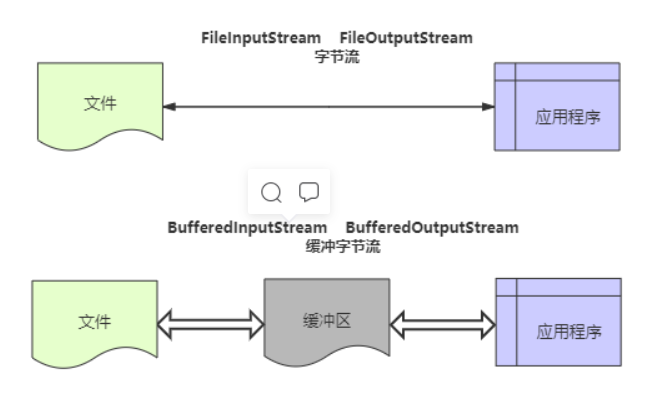 FileInputStream FileOutputStream
字节流
文件
应用程序
BufferedInputStream BufferedOutputStream
缓冲字节流
文件
缓冲区
应用程序